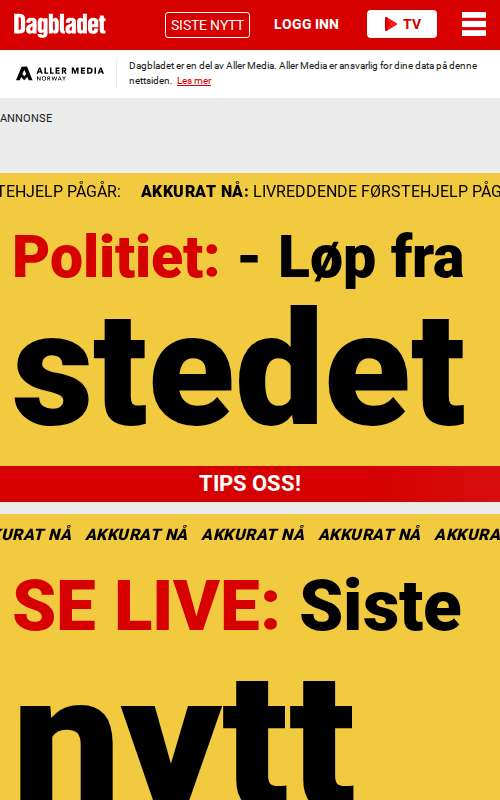 Dagbladet SISTE NYTT LOGG INN TV
ALLER MEDIA
NORWAY
Dagbladet er en del av Aller Media. Aller Media er ansvarlig for dine data på denne
nettsiden. Les mer
ANNONSE
TEHJELP PÅGÅR: AKKURAT NÅ: LIVREDDENDE FØRSTEHJELP PÅG
Politiet: - Løp fra
stedet
TIPS OSS!
KURAT NÅ AKKURAT NÅ AKKURAT NÅ AKKURAT NÅ AKKURA
SE LIVE: Siste
nytt